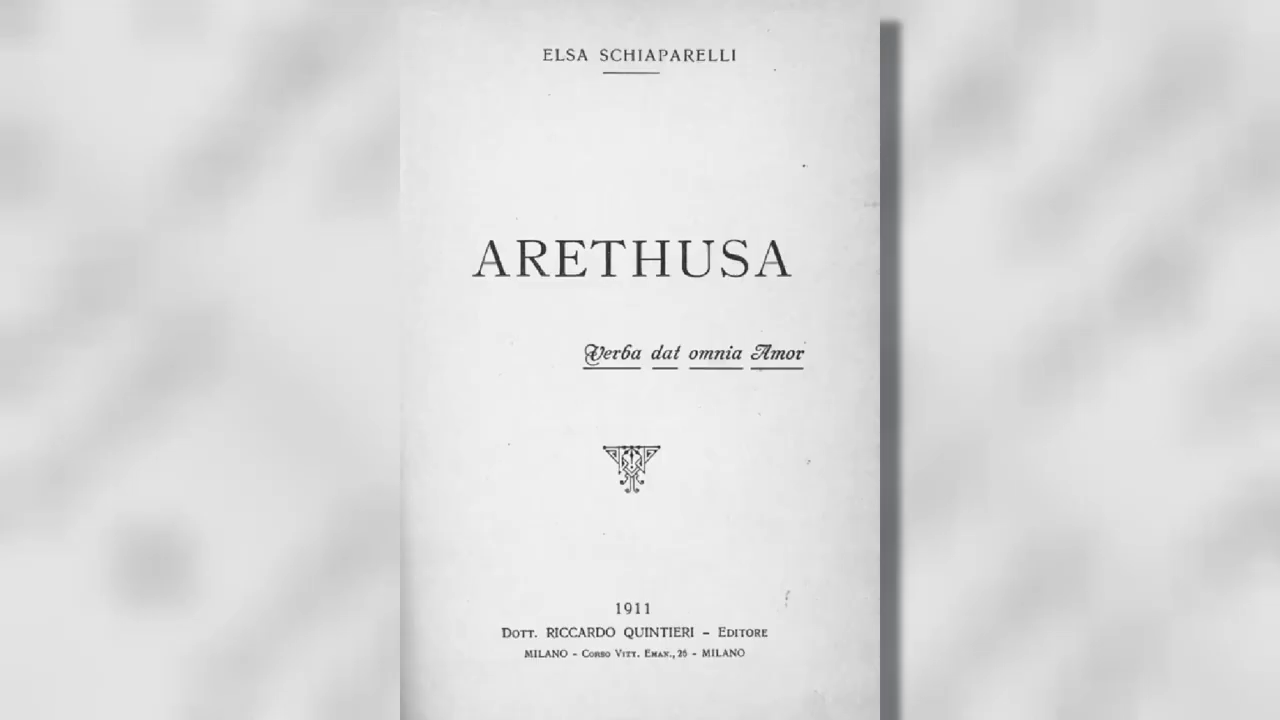 ELSA SCHIAPARELLI
ARETHUSA
Verba dat omnia Amor
1911
DOTT. RICCARDO QUINTIERI – EDITORE
MILANO – CORSO VITT. EMAN., 26 – MILANO